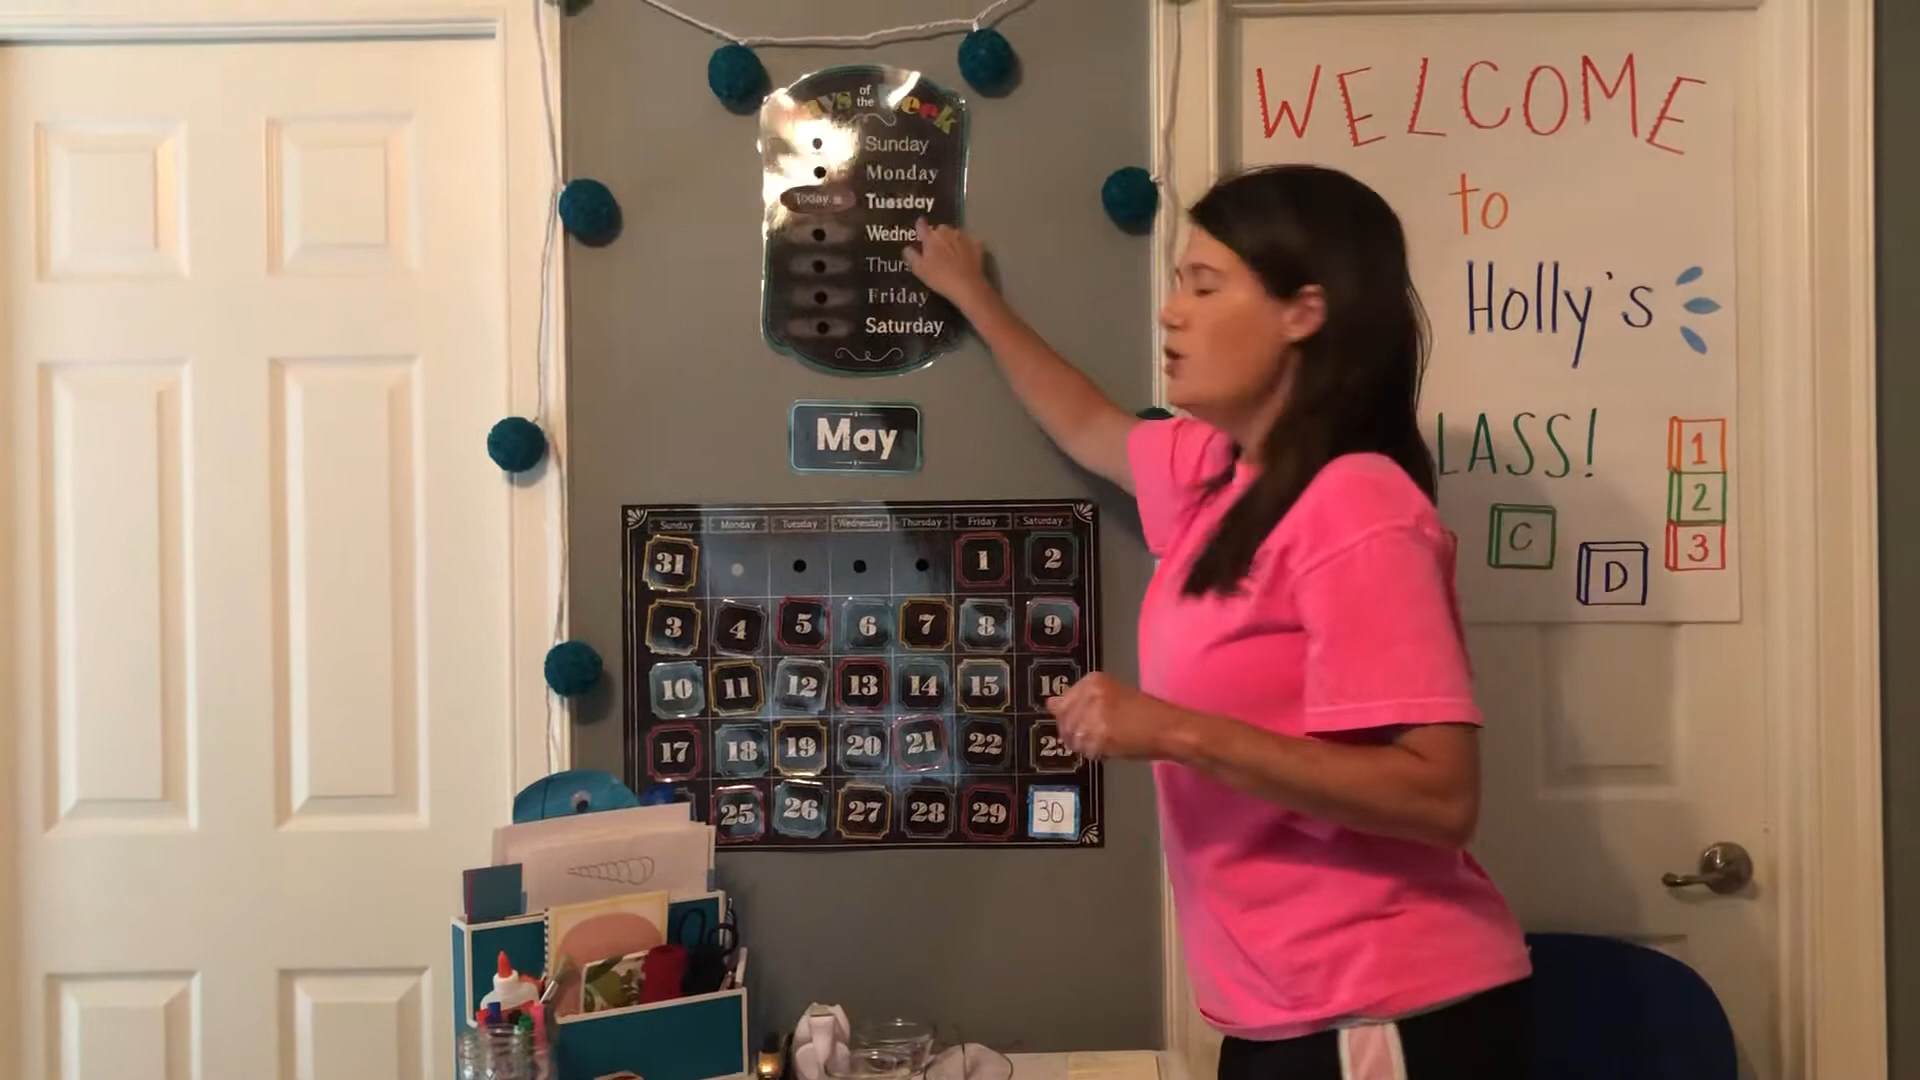 of
the
Sunday
Monday
Today is Tuesday
Friday
Saturday
May
Sunday Monday Tuesday Wednesday Thursday Friday Saturday
31 1 2
3 4 5 6 7 8 9
10 11 12 13 14 15 16
17 18 19 20 21 22 23
25 26 27 28 29 30
WELCOME
to
Holly's
LASS!
1
2
3
C
D